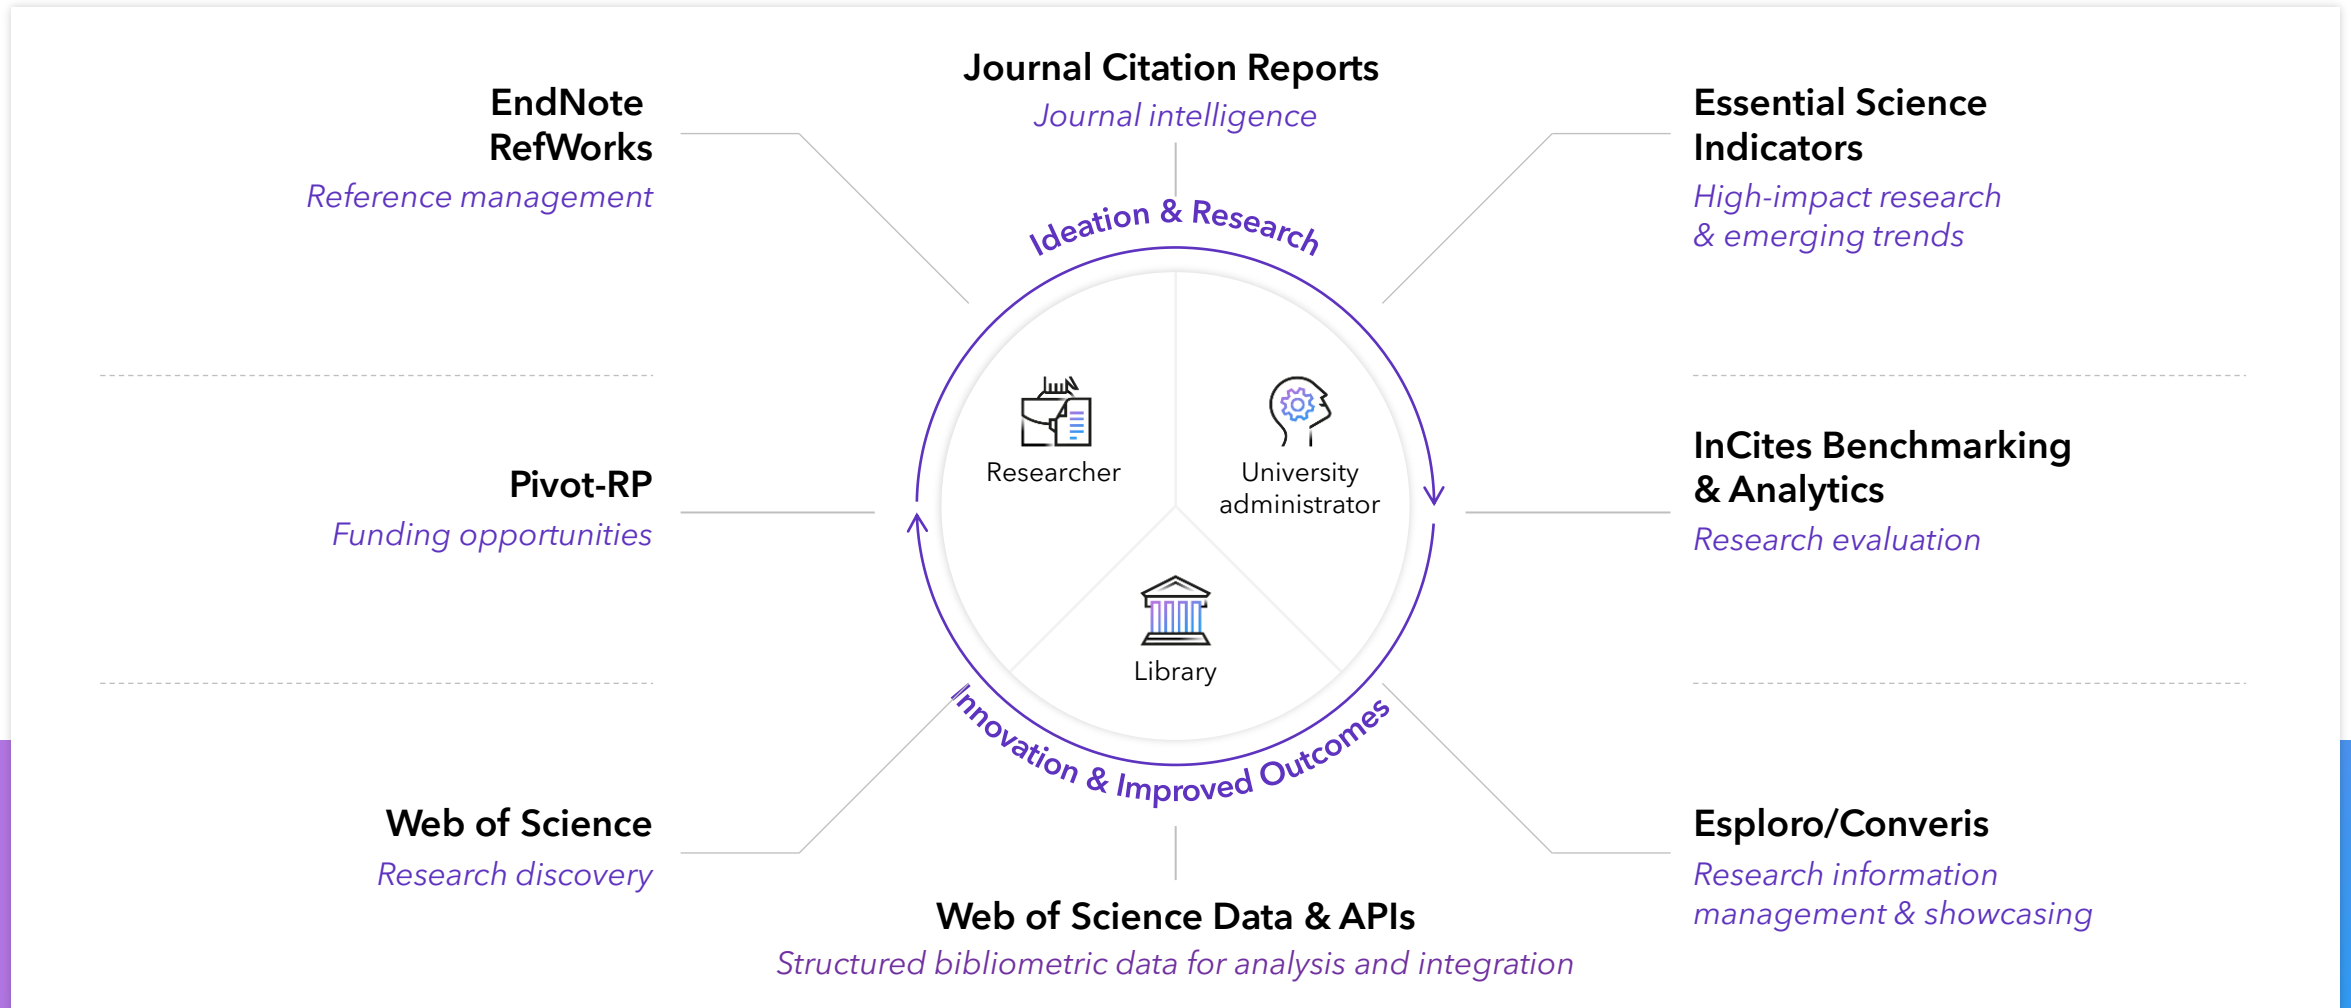 Journal Citation Reports
Journal intelligence
EndNote
RefWorks
Reference management
Essential Science
Indicators
High-impact research
& emerging trends
Ideation & Research
Researcher
University
administrator
Library
Pivot-RP
Funding opportunities
InCites Benchmarking
& Analytics
Research evaluation
Innovation & Improved Outcomes
Web of Science
Research discovery
Esploro/Converis
Research information
management & showcasing
Web of Science Data & APIs
Structured bibliometric data for analysis and integration